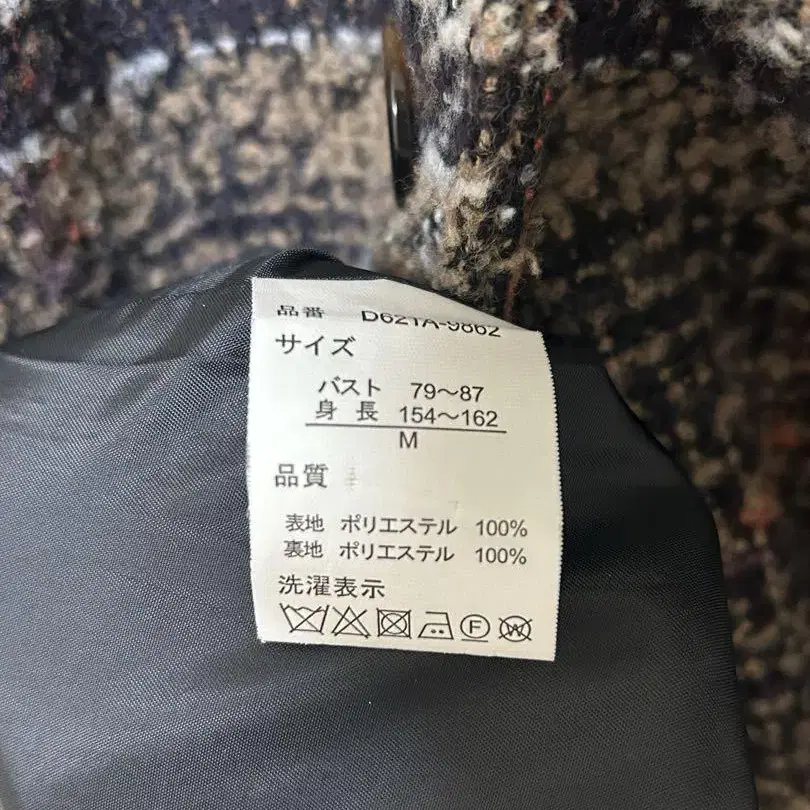 品番 D621A-9862
サイズ
バスト 79～87
身長 154～162
M
品質
表地 ポリエステル 100%
裏地 ポリエステル 100%
洗濯表示
F W